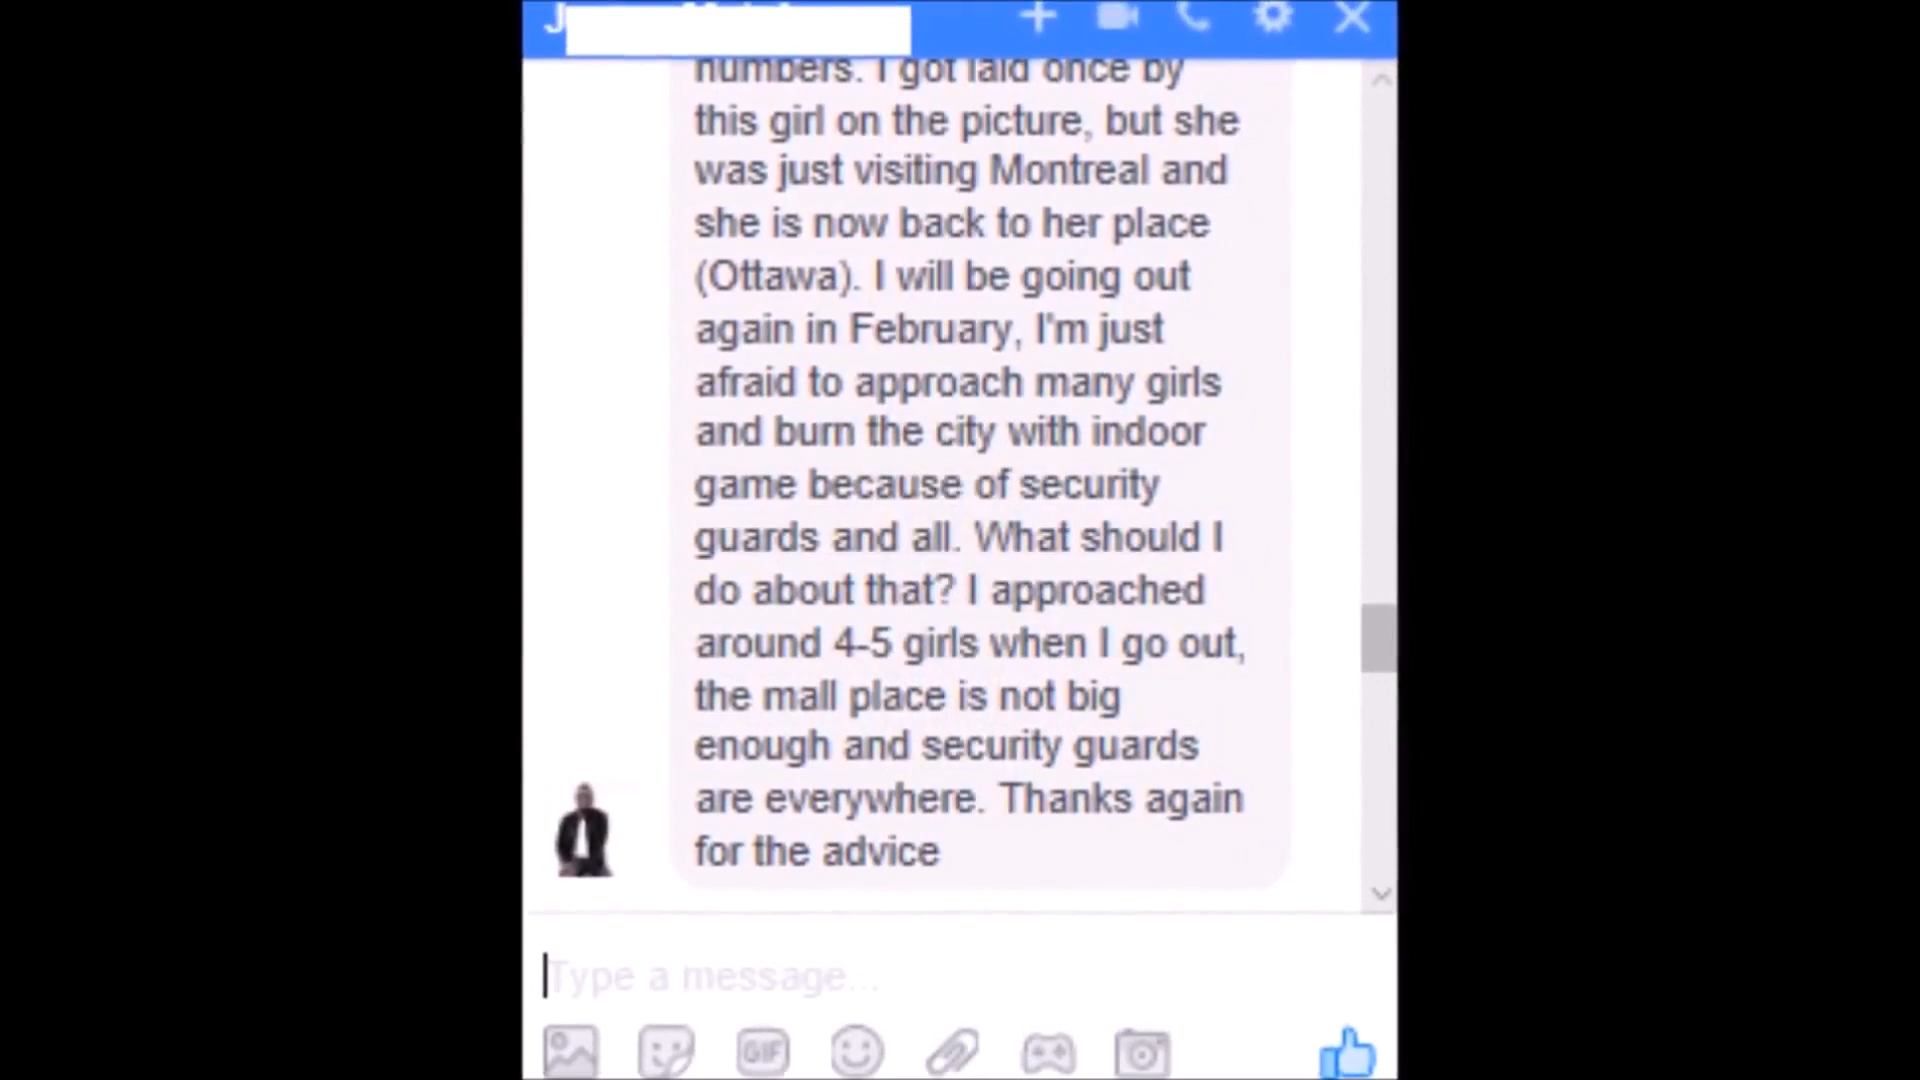 J
numbers. I got laid once by
this girl on the picture, but she
was just visiting Montreal and
she is now back to her place
(Ottawa). I will be going out
again in February, I'm just
afraid to approach many girls
and burn the city with indoor
game because of security
guards and all. What should I
do about that? I approached
around 4-5 girls when I go out,
the mall place is not big
enough and security guards
are everywhere. Thanks again
for the advice
Type a message...
GIF